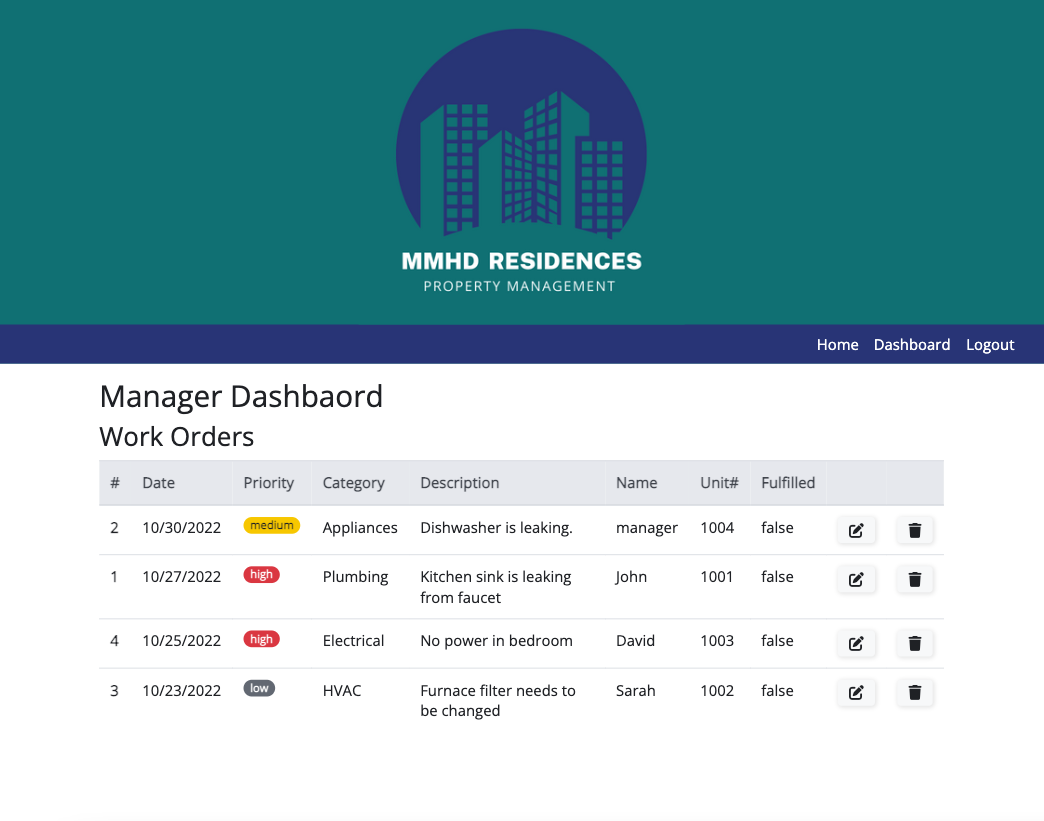 MMHD RESIDENCES
PROPERTY MANAGEMENT
Home Dashboard Logout
Manager Dashbaord
Work Orders
# Date Priority Category Description Name Unit# Fulfilled
2 10/30/2022 medium Appliances Dishwasher is leaking. manager 1004 false
1 10/27/2022 high Plumbing Kitchen sink is leaking John 1001 false
from faucet
4 10/25/2022 high Electrical No power in bedroom David 1003 false
3 10/23/2022 low HVAC Furnace filter needs to Sarah 1002 false
be changed